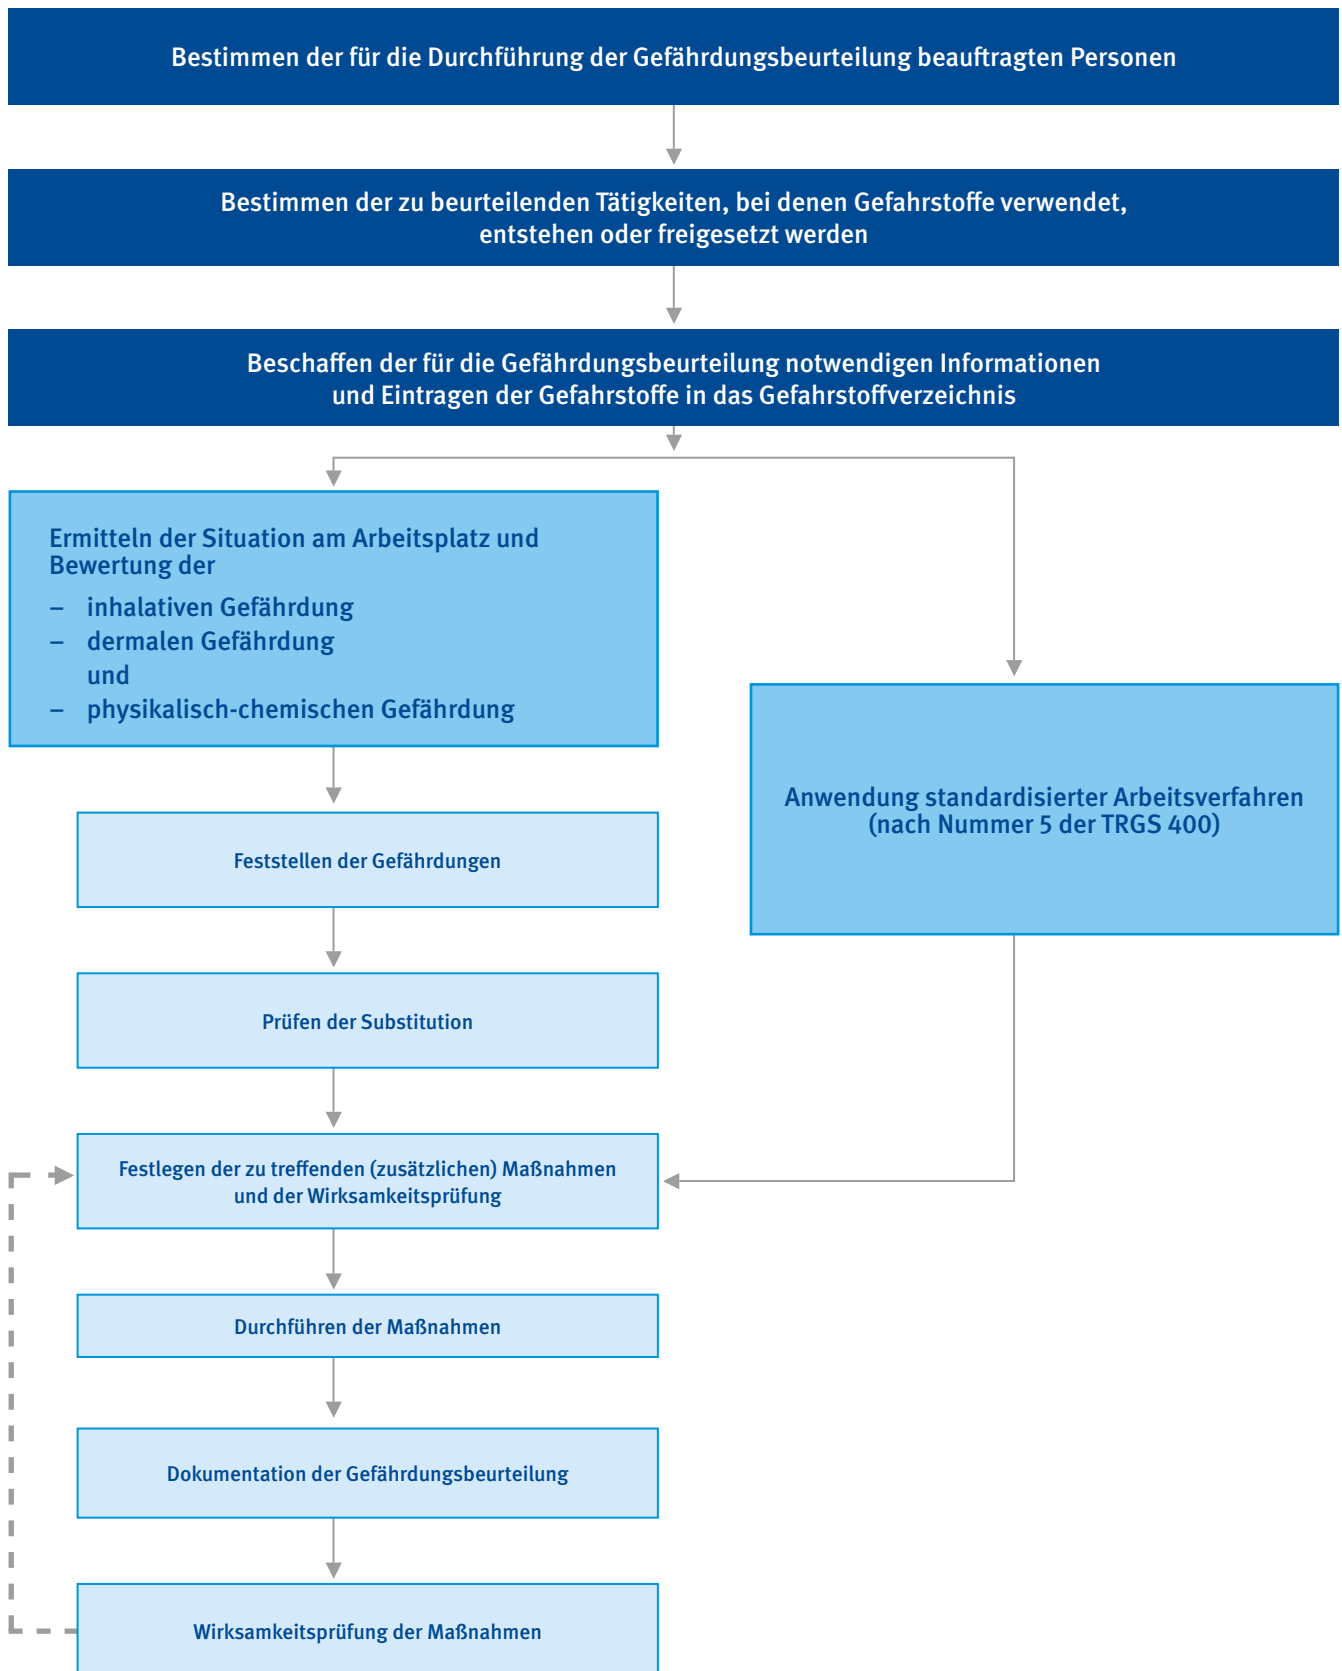 Bestimmen der für die Durchführung der Gefährdungsbeurteilung beauftragten Personen
Bestimmen der zu beurteilenden Tätigkeiten, bei denen Gefahrstoffe verwendet,
entstehen oder freigesetzt werden
Beschaffen der für die Gefährdungsbeurteilung notwendigen Informationen
und Eintragen der Gefahrstoffe in das Gefahrstoffverzeichnis
Ermitteln der Situation am Arbeitsplatz und
Bewertung der
– inhalativen Gefährdung
– dermalen Gefährdung
und
– physikalisch-chemischen Gefährdung
Anwendung standardisierter Arbeitsverfahren
(nach Nummer 5 der TRGS 400)
Feststellen der Gefährdungen
Prüfen der Substitution
Festlegen der zu treffenden (zusätzlichen) Maßnahmen
und der Wirksamkeitsprüfung
Durchführen der Maßnahmen
Dokumentation der Gefährdungsbeurteilung
Wirksamkeitsprüfung der Maßnahmen